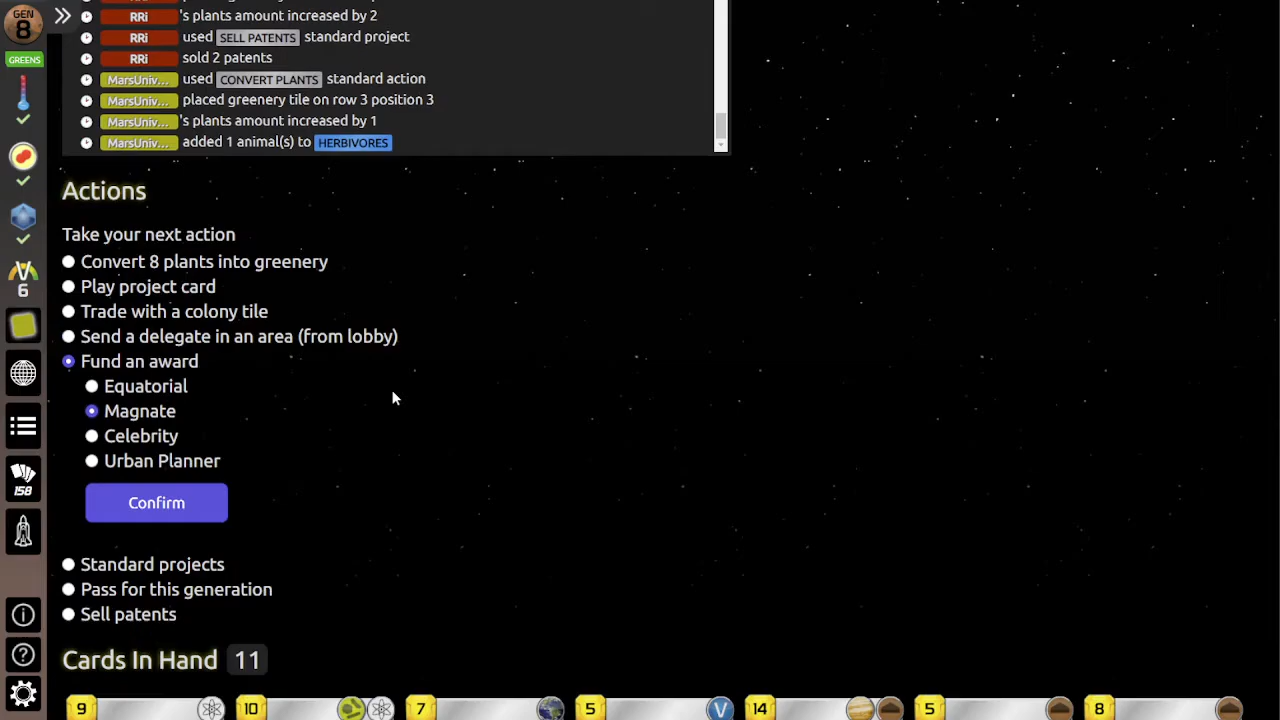 GEN
8
GREENS
6
158
RRi 's plants amount increased by 2
RRi used SELL PATENTS standard project
RRi sold 2 patents
MarsUniv... used CONVERT PLANTS standard action
MarsUniv... placed greenery tile on row 3 position 3
MarsUniv... 's plants amount increased by 1
MarsUniv... added 1 animal(s) to HERBIVORES
Actions
Take your next action
Convert 8 plants into greenery
Play project card
Trade with a colony tile
Send a delegate in an area (from lobby)
Fund an award
Equatorial
Magnate
Celebrity
Urban Planner
Confirm
Standard projects
Pass for this generation
Sell patents
Cards In Hand 11
9 10 7 5 V 14 5 8